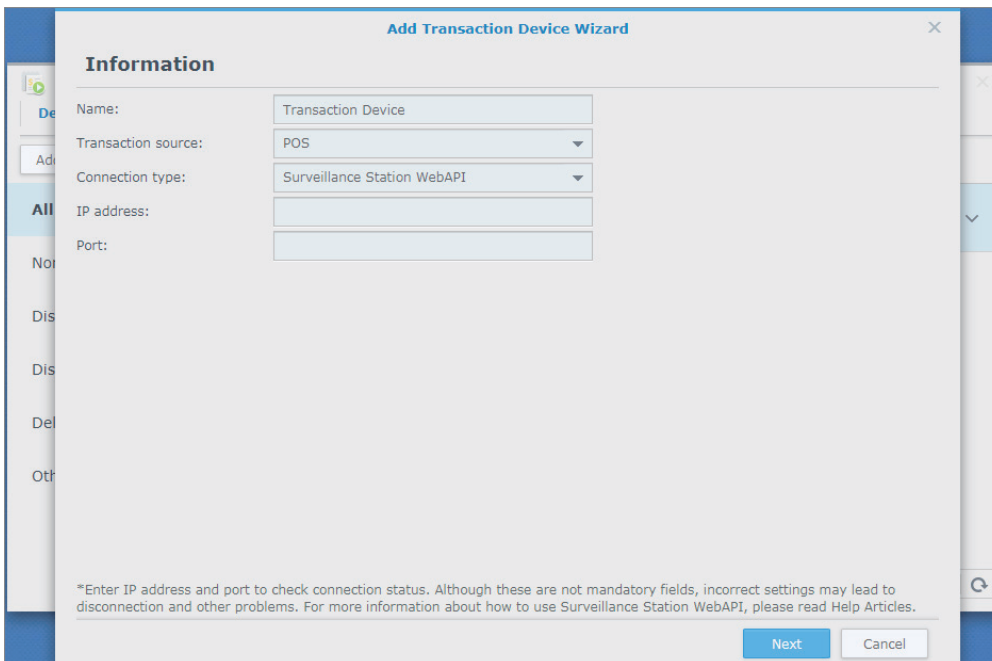 Add Transaction Device Wizard
Information
Name:
Transaction Device
Transaction source:
POS
Connection type:
Surveillance Station WebAPI
IP address:
Port:
All
*Enter IP address and port to check connection status. Although these are not mandatory fields, incorrect settings may lead to
disconnection and other problems. For more information about how to use Surveillance Station WebAPI, please read Help Articles.
Next
Cancel